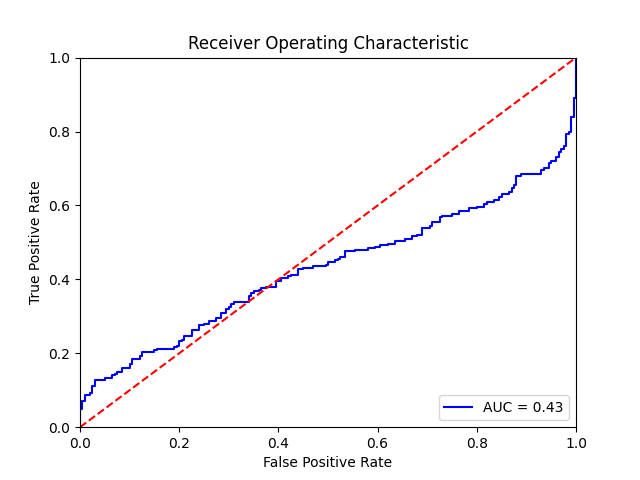 Receiver Operating Characteristic
1.0
0.8
0.6
0.4
0.2
0.0
True Positive Rate
AUC = 0.43
0.0 0.2 0.4 0.6 0.8 1.0
False Positive Rate